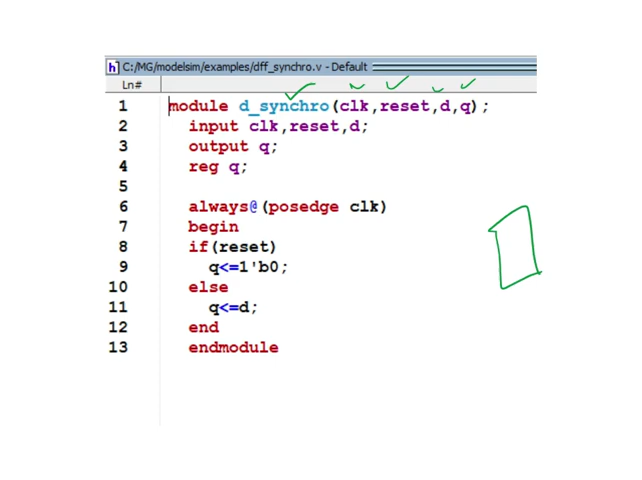 C:/MG/modelsim/examples/dff_synchro.v - Default
Ln#
1 module d_synchro(clk,reset,d,q);
2 input clk,reset,d;
3 output q;
4 reg q;
5
6 always@(posedge clk)
7 begin
8 if(reset)
9 q<=1'b0;
10 else
11 q<=d;
12 end
13 endmodule